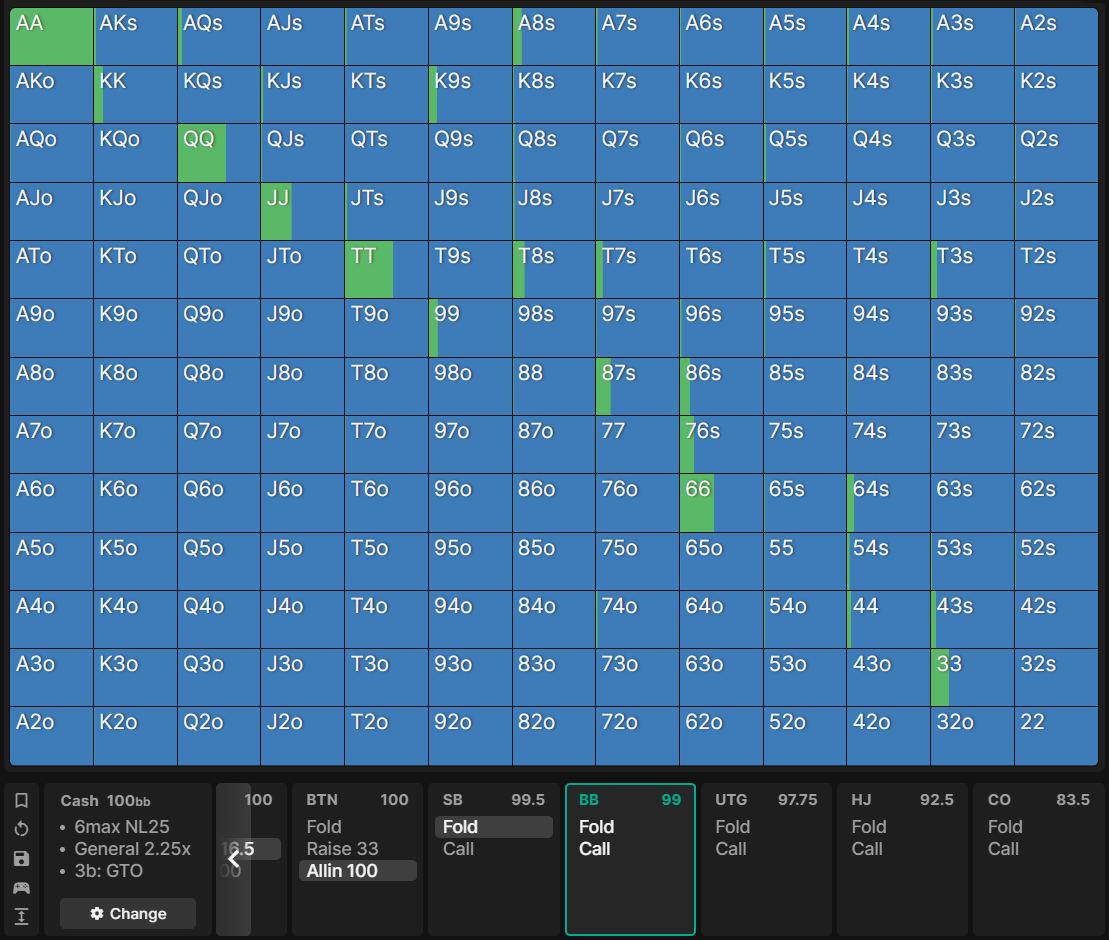 AA AKs AQs AJs ATs A9s A8s A7s A6s A5s A4s A3s A2s
AKo KK KQs KJs KTs K9s K8s K7s K6s K5s K4s K3s K2s
AQo KQo QQ QJs QTs Q9s Q8s Q7s Q6s Q5s Q4s Q3s Q2s
AJo KJo QJo JJ JTs J9s J8s J7s J6s J5s J4s J3s J2s
ATo KTo QTo JTo TT T9s T8s T7s T6s T5s T4s T3s T2s
A9o K9o Q9o J9o T9o 99 98s 97s 96s 95s 94s 93s 92s
A8o K8o Q8o J8o T8o 98o 88 87s 86s 85s 84s 83s 82s
A7o K7o Q7o J7o T7o 97o 87o 77 76s 75s 74s 73s 72s
A6o K6o Q6o J6o T6o 96o 86o 76o 66 65s 64s 63s 62s
A5o K5o Q5o J5o T5o 95o 85o 75o 65o 55 54s 53s 52s
A4o K4o Q4o J4o T4o 94o 84o 74o 64o 54o 44 43s 42s
A3o K3o Q3o J3o T3o 93o 83o 73o 63o 53o 43o 33 32s
A2o K2o Q2o J2o T2o 92o 82o 72o 62o 52o 42o 32o 22
Cash 100bb
• 6max NL25
• General 2.25x
• 3b: GTO
Change
100
16.5
00
BTN 100
Fold
Raise 33
Allin 100
SB 99.5
Fold
Call
BB 99
Fold
Call
UTG 97.75
Fold
Call
HJ 92.5
Fold
Call
CO 83.5
Fold
Call